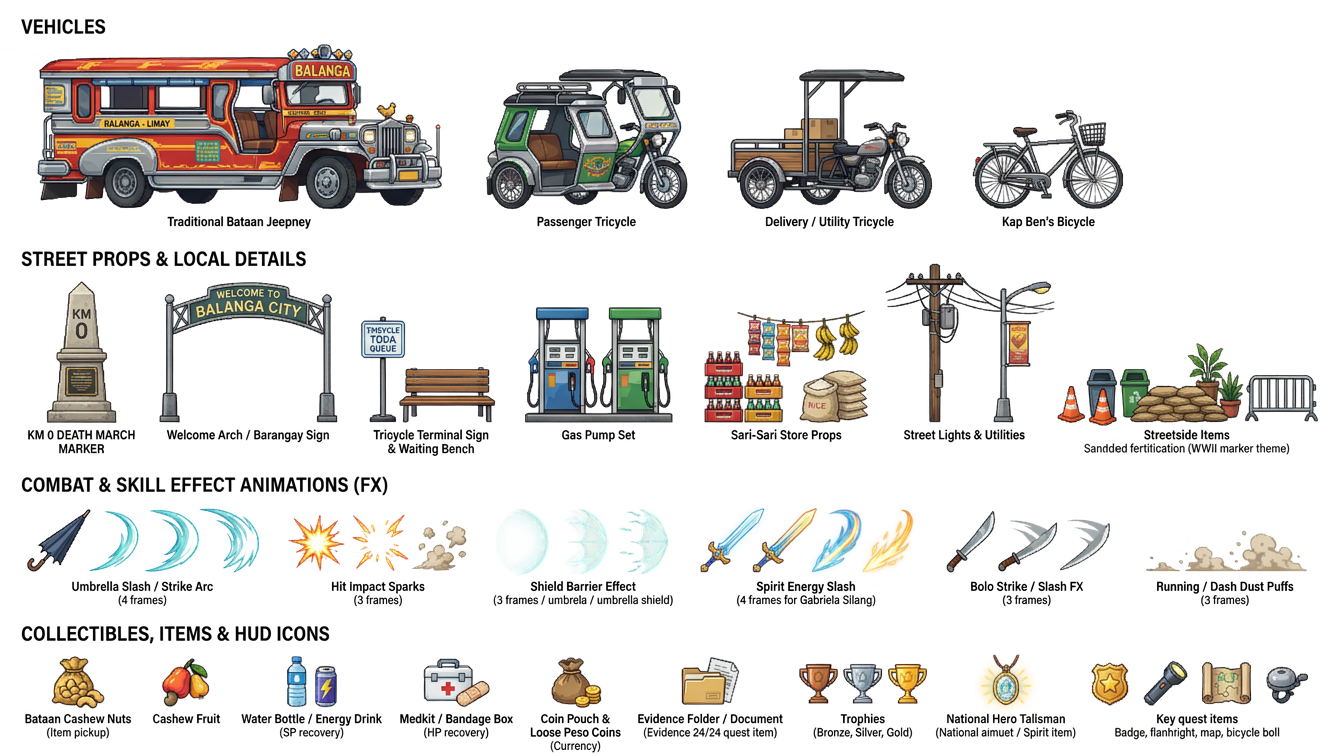 VEHICLES
BALANGA
RALANGA - LIMAY
Traditional Bataan Jeepney
Passenger Tricycle
Delivery / Utility Tricycle
Kap Ben's Bicycle
STREET PROPS & LOCAL DETAILS
KM
0
WELCOME TO
BALANGA CITY
TMSYCLE
TODA
QUEUE
RICE
KM 0 DEATH MARCH
MARKER
Welcome Arch / Barangay Sign
Tricycle Terminal Sign
& Waiting Bench
Gas Pump Set
Sari-Sari Store Props
Street Lights & Utilities
Streetside Items
Sandded fertitication (WWII marker theme)
COMBAT & SKILL EFFECT ANIMATIONS (FX)
Umbrella Slash / Strike Arc
(4 frames)
Hit Impact Sparks
(3 frames)
Shield Barrier Effect
(3 frames / umbrela / umbrella shield)
Spirit Energy Slash
(4 frames for Gabriela Silang)
Bolo Strike / Slash FX
(3 frames)
Running / Dash Dust Puffs
(3 frames)
COLLECTIBLES, ITEMS & HUD ICONS
Bataan Cashew Nuts
(Item pickup)
Cashew Fruit
Water Bottle / Energy Drink
(SP recovery)
Medkit / Bandage Box
(HP recovery)
Coin Pouch &
Loose Peso Coins
(Currency)
Evidence Folder / Document
(Evidence 24/24 quest item)
Trophies
(Bronze, Silver, Gold)
National Hero Talisman
(National aimuet / Spirit item)
Key quest items
Badge, flanhright, map, bicycle boll